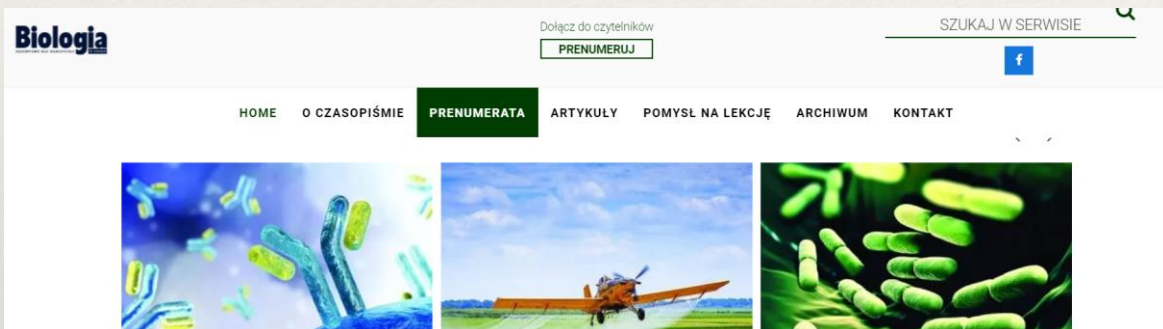 Biologia
Dołącz do czytelników
PRENUMERUJ
SZUKAJ W SERWISIE
f
HOME O CZASOPIŚMIE PRENUMERATA ARTYKUŁY POMYSŁ NA LEKCJĘ ARCHIWUM KONTAKT